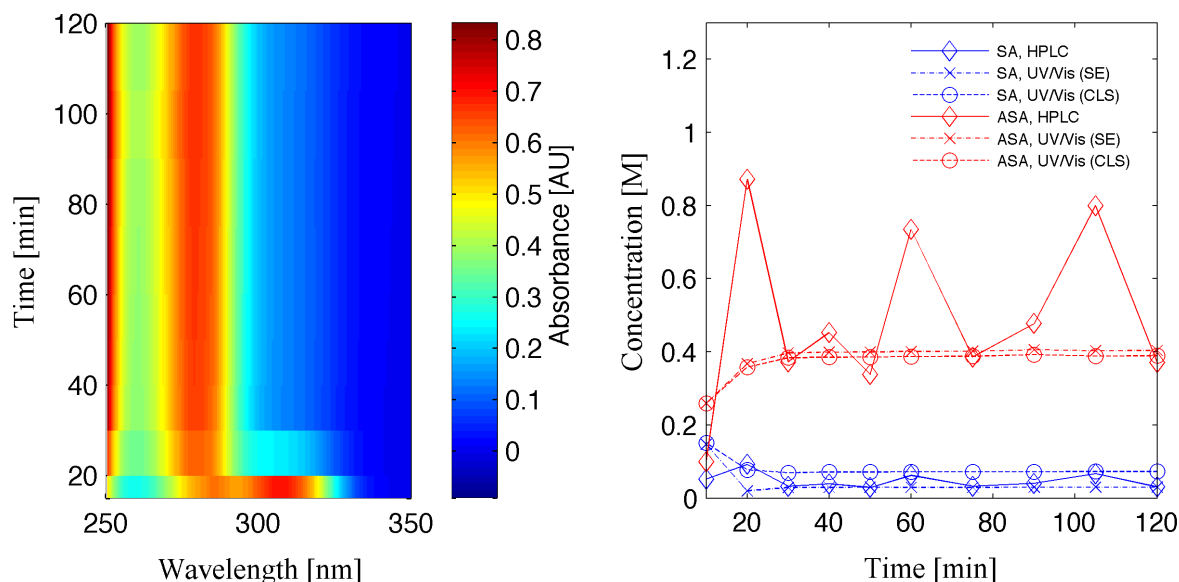 120
100
80
60
40
20
Time [min]
250
300
350
Wavelength [nm]
0.8
0.7
0.6
0.5
0.4
0.3
0.2
0.1
0
Absorbance [AU]
1.2
1
0.8
0.6
0.4
0.2
0
Concentration [M]
SA, HPLC
SA, UV/Vis (SE)
SA, UV/Vis (CLS)
ASA, HPLC
ASA, UV/Vis (SE)
ASA, UV/Vis (CLS)
20
40
60
80
100
120
Time [min]